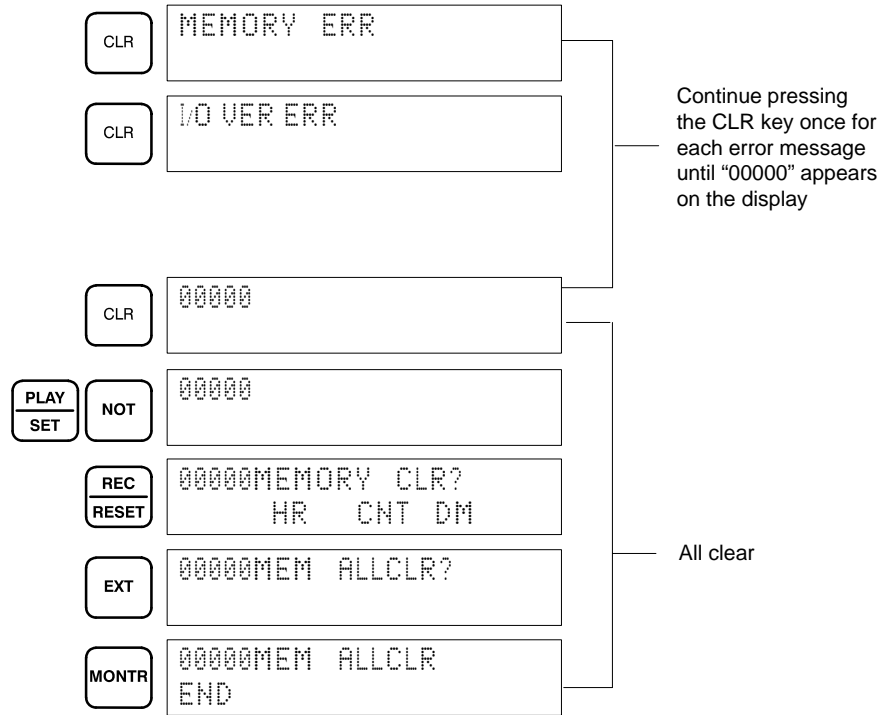 CLR
MEMORY ERR
CLR
I/O VER ERR
Continue pressing
the CLR key once for
each error message
until “00000” appears
on the display
CLR
00000
PLAY
SET
NOT
00000
REC
RESET
00000MEMORY CLR?
HR CNT DM
EXT
00000MEM ALLCLR?
All clear
MONTR
00000MEM ALLCLR
END